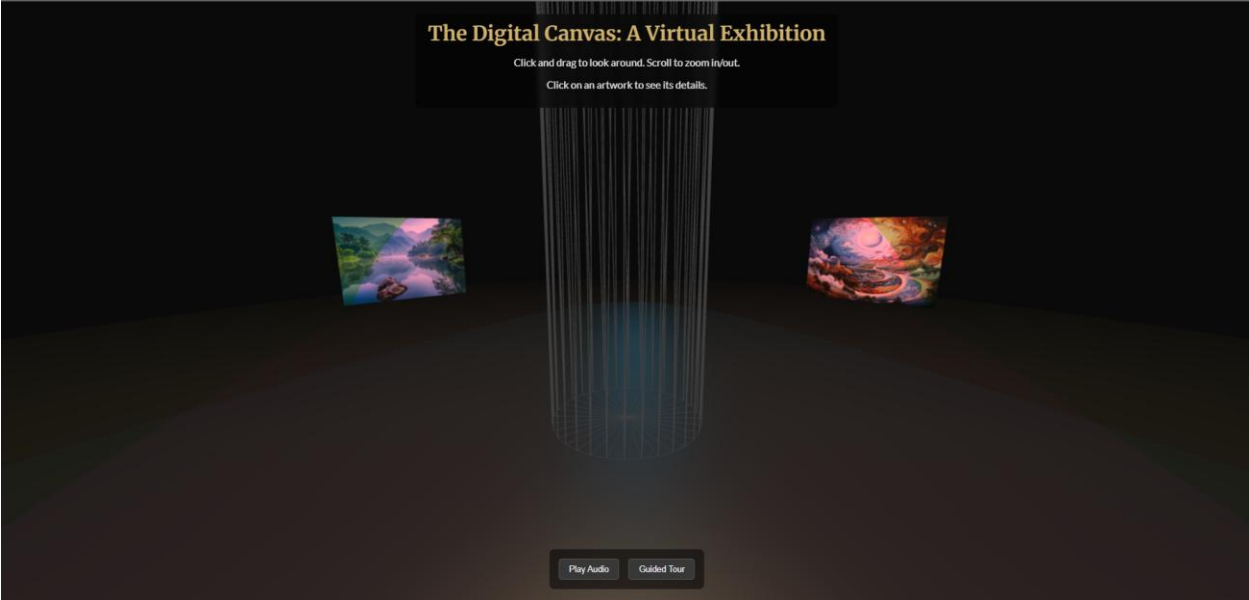 The Digital Canvas: A Virtual Exhibition
Click and drag to look around. Scroll to zoom in/out.
Click on an artwork to see its details.
Play Audio
Guided Tour